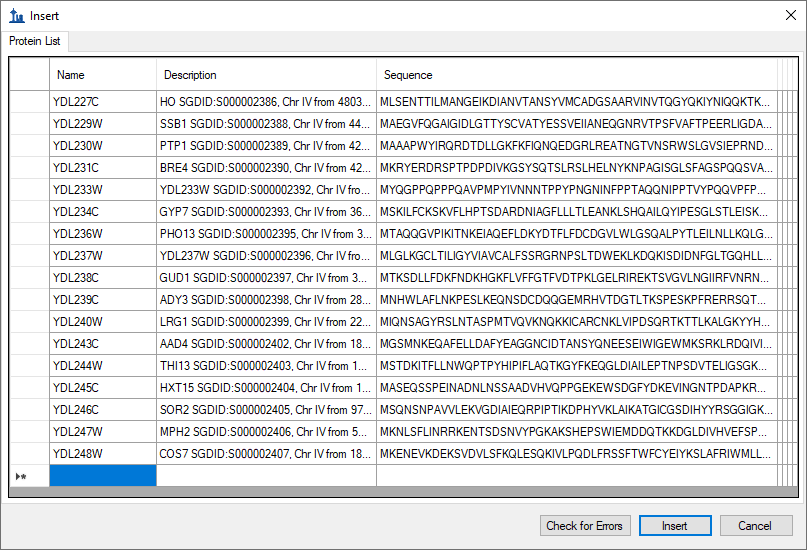 Insert
Protein List
Name Description Sequence
YDL227C HO SGDID:S000002386, Chr IV from 4803... MLSENTTILMANGEIKDIANVTANSYVMCADGSAARVINVTQGYQKIYNIQQKTK...
YDL229W SSB1 SGDID:S000002388, Chr IV from 44... MAEGVFQGAIGIDLGTTYSCVATYESSVEIIANEQGNRVTPSFVAFTPEERLIGDA...
YDL230W PTP1 SGDID:S000002389, Chr IV from 42... MAAAPWYIRQRDTDLLGKFKFIQNQEDGRLREATNGTVNSRWSLGVSIEPRND...
YDL231C BRE4 SGDID:S000002390, Chr IV from 42... MKRYERDRSPTPDPDIVKGSYSQTSLRSLHELNYKNPAGISGLSFAGSPQQSVA...
YDL233W YDL233W SGDID:S000002392, Chr IV fro... MYQGPPQPPPQAVPMPYIVNNNTPPYPNGNINFPPTAQQNIPPTVYPQQVPFP...
YDL234C GYP7 SGDID:S000002393, Chr IV from 36... MSKILFCKSKVFLHPTSDARDNIAGFLLLTLEANKLSHQAILQYIPESGLSTLEISK...
YDL236W PHO13 SGDID:S000002395, Chr IV from 3... MTAQQGVPIKITNKEIAQEFLDKYDTFLFDCDGVLWLGSQALPYTLEILNLLKQLG...
YDL237W YDL237W SGDID:S000002396, Chr IV fro... MLGLKGCLTILIGYVIAVCALFSSRGRNPSLTDWEKLKDQKISDIDNFGLTGQHLL...
YDL238C GUD1 SGDID:S000002397, Chr IV from 3... MTKSDLLFDKFNDKHGKFLVFFGTFVDTPKLGELRIREKTSVGVLNGIIRFVNRN...
YDL239C ADY3 SGDID:S000002398, Chr IV from 28... MNHWLAFLNKPESLKEQNSDCDQQGEMRHVTDGTLTKSPESKPFRERRSQT...
YDL240W LRG1 SGDID:S000002399, Chr IV from 22... MIQNSAGYRSLNTASPMTVQVKNQKKICARCNKLVIPDSQRTKTTLKALGKYYH...
YDL243C AAD4 SGDID:S000002402, Chr IV from 18... MGSMNKEQAFELLDAFYEAGGNCIDTANSYQNEESEIWIGEWMKSRKLRDQIVI...
YDL244W THI13 SGDID:S000002403, Chr IV from 1... MSTDKITFLLNWQPTPYHIPIFLAQTKGYFKEQGLDIAILEPTNPSDVTELIGSGK...
YDL245C HXT15 SGDID:S000002404, Chr IV from 1... MASEQSSPEINADNLNSSAADVHVQPPGEKEWSDGFYDKEVINGNTPDAPKR...
YDL246C SOR2 SGDID:S000002405, Chr IV from 97... MSQNSNPAVVLEKVGDIAIEQRPIPTIKDPHYVKLAIKATGICGSDIHYYRSGGIGK...
YDL247W MPH2 SGDID:S000002406, Chr IV from 5... MKNLSFLINRRKENTSDSNVYPGKAKSHEPSWIEMDDQTKKDGLDIVHVEFSP...
YDL248W COS7 SGDID:S000002407, Chr IV from 18... MKENEVKDEKSVDVLSFKQLESQKIVLPQDLFRSSFTWFCYEIYKSLAFRIWMLL...
Check for Errors Insert Cancel